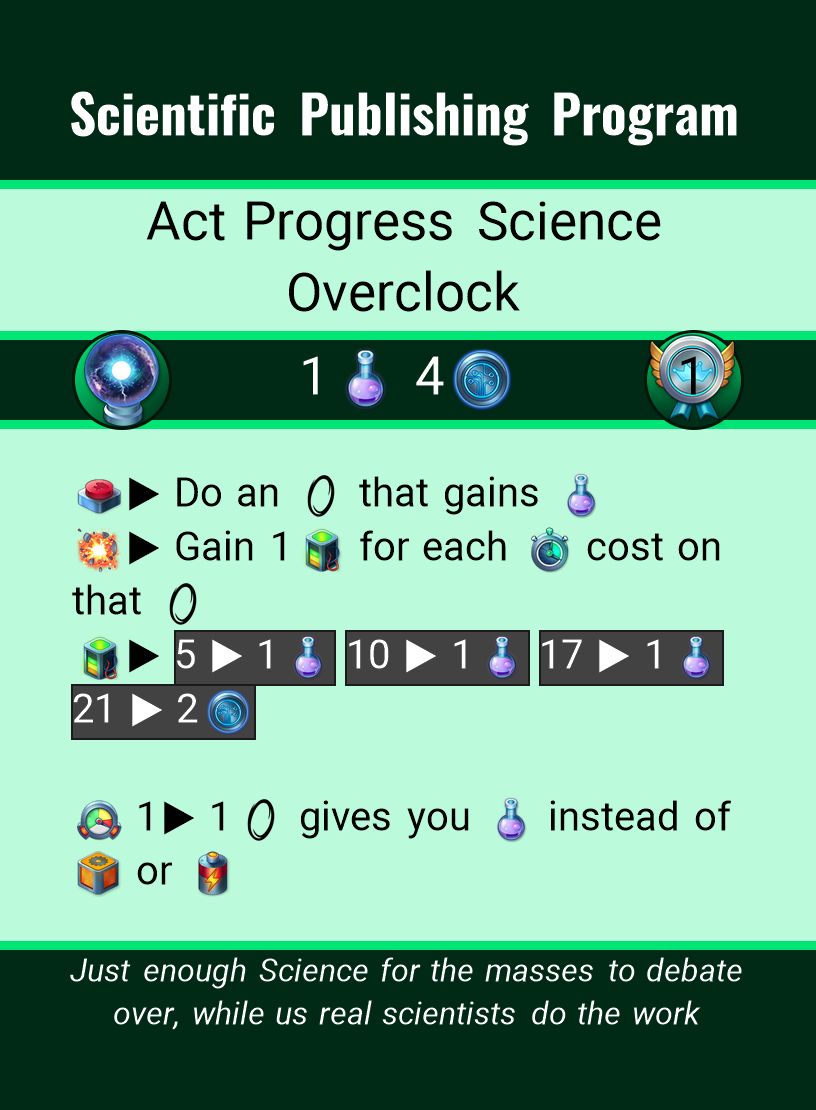 Scientific Publishing Program
Act Progress Science
Overclock
1 4 1
Do an that gains
Gain 1 for each cost on
that
5 ▶ 1 10 ▶ 1 17 ▶ 1
21 ▶ 2
1▶ 1 gives you instead of
or
Just enough Science for the masses to debate
over, while us real scientists do the work